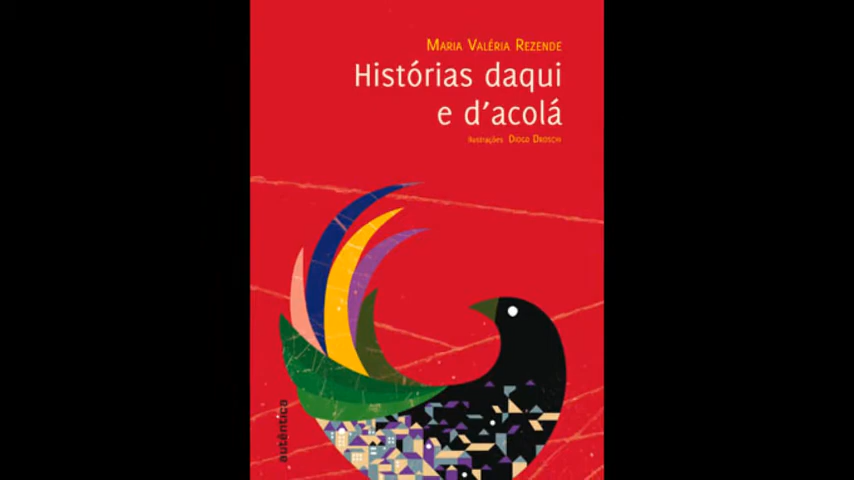 Maria Valéria Rezende
Histórias daqui
e d'acolá
Ilustrações Diogo Droschi
autêntica